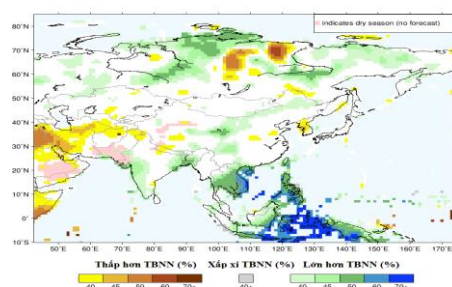 indicates dry season (no forecast)
80°N
70°N
60°N
50°N
40°N
30°N
20°N
10°N
0°
10°S
50°E 60°E 70°E 80°E 90°E 100°E 110°E 120°E 130°E 140°E 150°E 160°E 170°E
Thấp hơn TBNN (%) Xấp xỉ TBNN (%) Lớn hơn TBNN (%)
40 45 50 60 70+ 40+ 40 45 50 60 70+